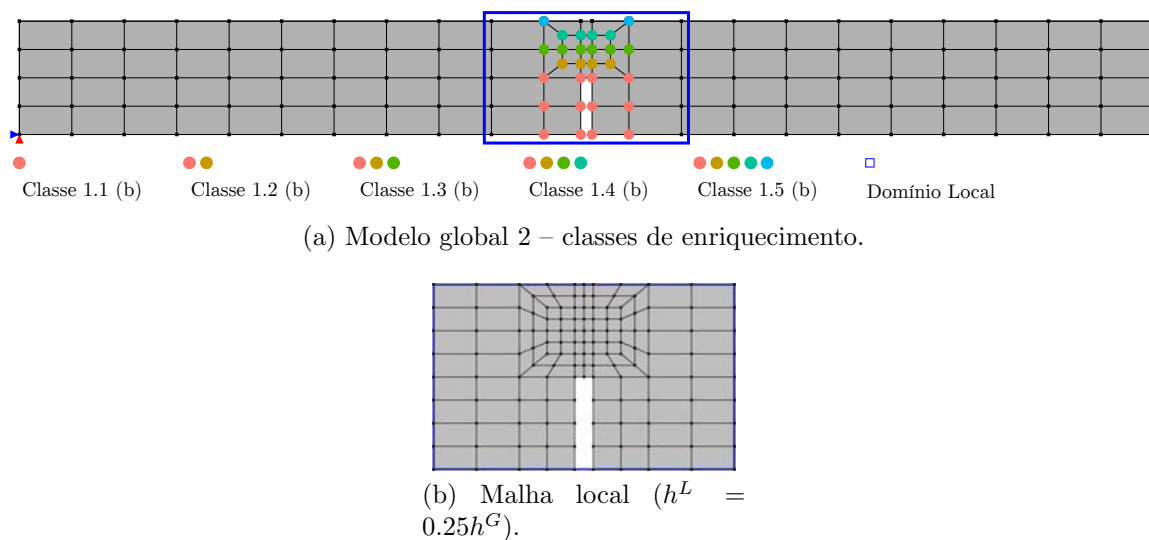 Classe 1.1 (b) Classe 1.2 (b) Classe 1.3 (b) Classe 1.4 (b) Classe 1.5 (b) Domínio Local
(a) Modelo global 2 – classes de enriquecimento.
(b) Malha local (h^L =
0.25h^G).